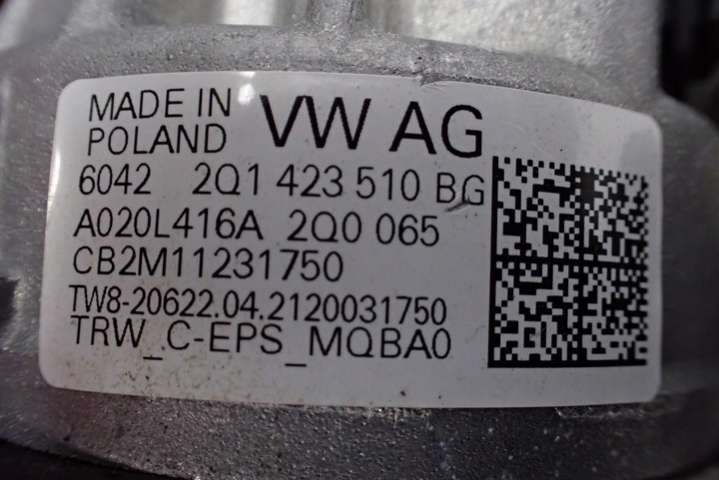 MADE IN
POLAND VW AG
6042 2Q1 423 510 BG
A020L416A 2Q0 065
CB2M11231750
TW8-20622.04.2120031750
TRW_C-EPS_MQBA0